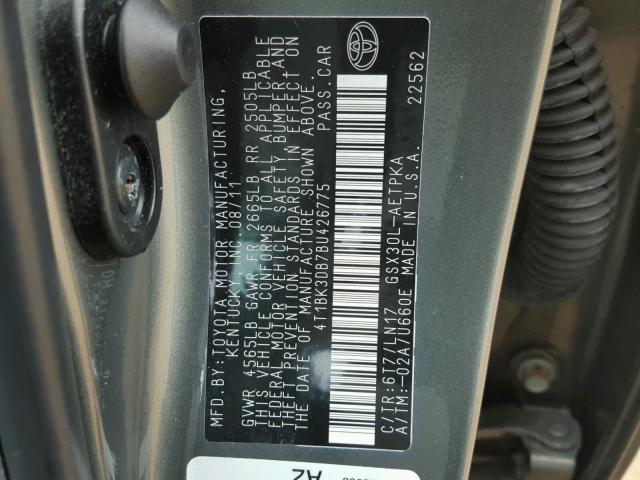 MFD. BY: TOYOTA MOTOR MANUFACTURING,
KENTUCKY, INC. 08/11
GVWR 4565LB GAWR FR 2665LB RR 2505LB
THIS VEHICLE CONFORMS TO ALL APPLICABLE
FEDERAL MOTOR VEHICLE SAFETY BUMPER AND
THEFT PREVENTION STANDARDS IN EFFECT ON
THE DATE OF MANUFACTURE SHOWN ABOVE.
4T1BK3DB7BU426775 PASS.CAR
C/TR:6T7/LN17 GSX30L-AETPKA
A/TM:-02A/U660E MADE IN U.S.A.
22562
A2